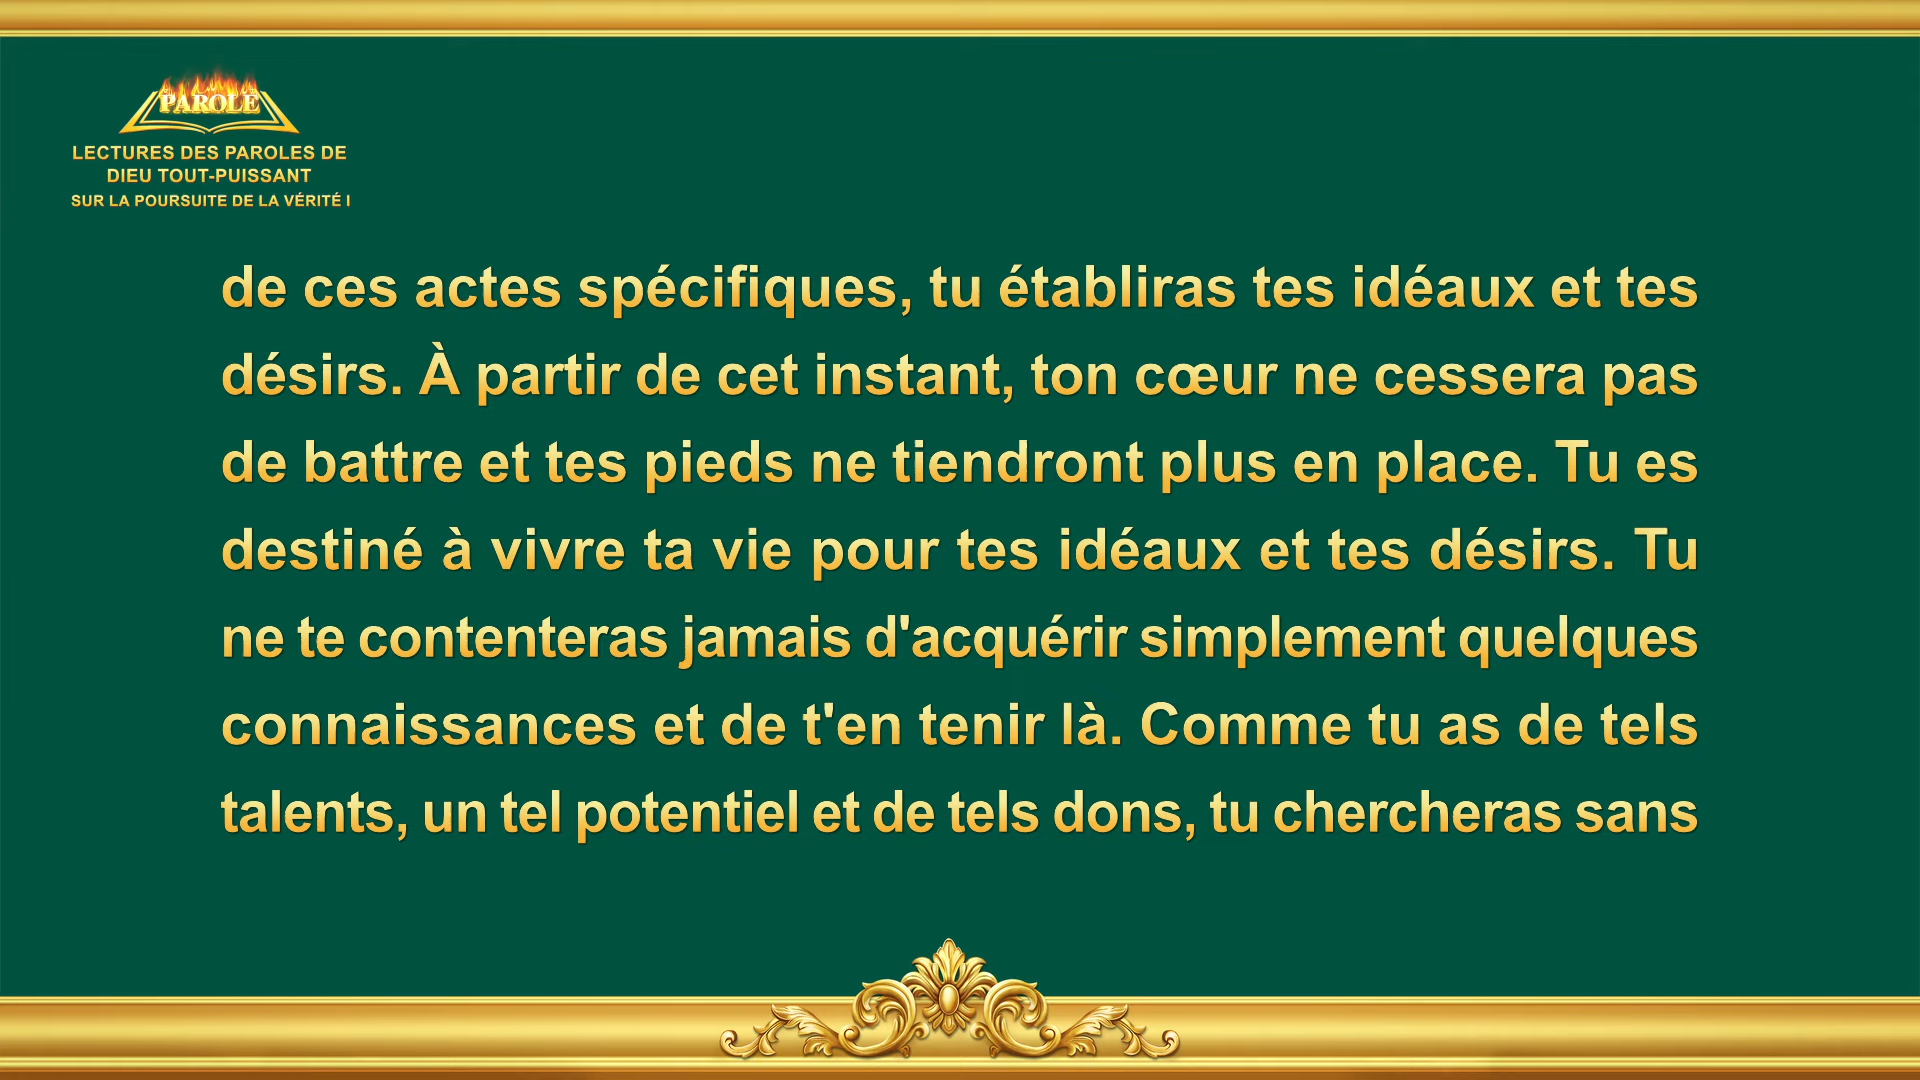 PAROLE
LECTURES DES PAROLES DE
DIEU TOUT-PUISSANT
SUR LA POURSUITE DE LA VÉRITÉ I
de ces actes spécifiques, tu établiras tes idéaux et tes
désirs. À partir de cet instant, ton cœur ne cessera pas
de battre et tes pieds ne tiendront plus en place. Tu es
destiné à vivre ta vie pour tes idéaux et tes désirs. Tu
ne te contenteras jamais d'acquérir simplement quelques
connaissances et de t'en tenir là. Comme tu as de tels
talents, un tel potentiel et de tels dons, tu chercheras sans